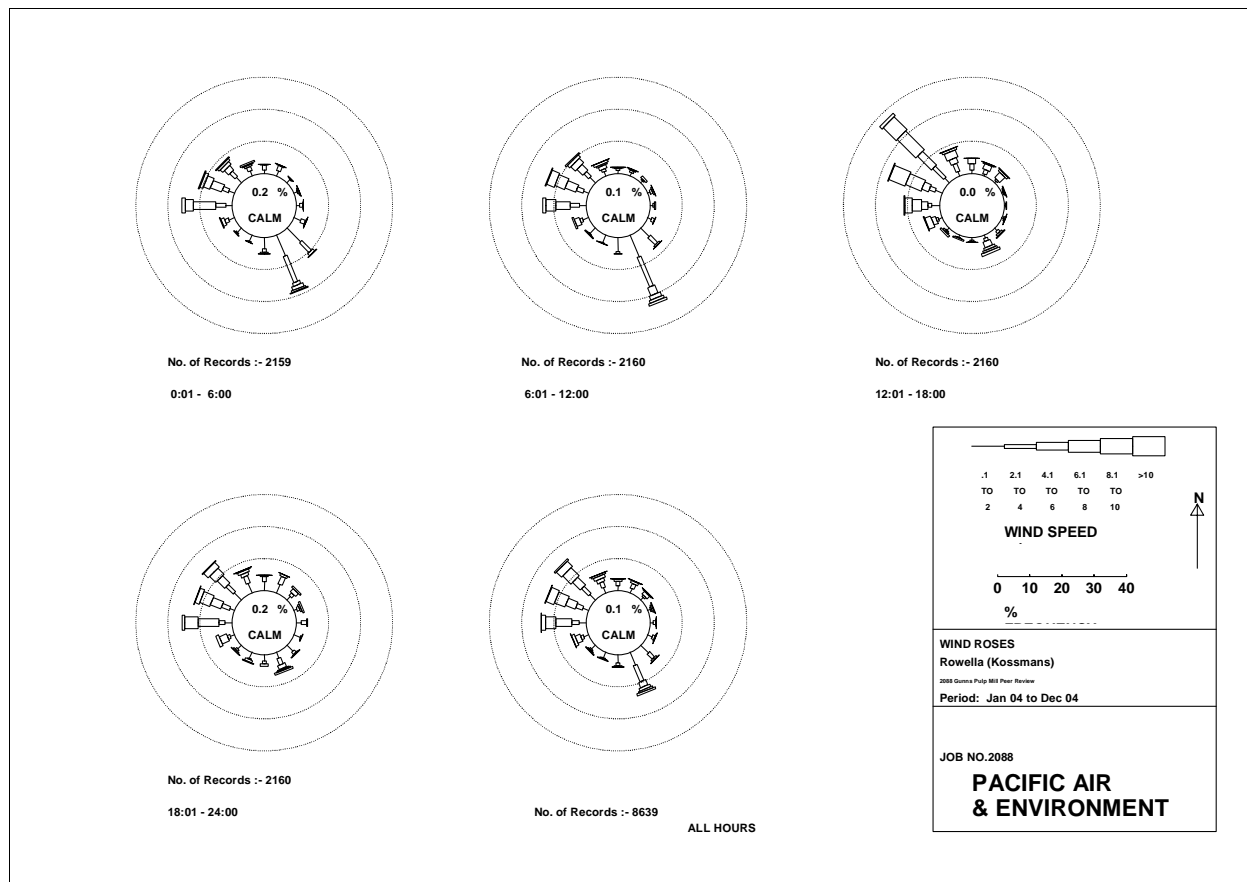 0.2 %
CALM
0.1 %
CALM
0.0 %
CALM
No. of Records :- 2159
0:01 - 6:00
No. of Records :- 2160
6:01 - 12:00
No. of Records :- 2160
12:01 - 18:00
0.2 %
CALM
0.1 %
CALM
No. of Records :- 2160
18:01 - 24:00
No. of Records :- 8639
ALL HOURS
.1 2.1 4.1 6.1 8.1 >10
TO TO TO TO TO
2 4 6 8 10
N
WIND SPEED
0 10 20 30 40
%
WIND ROSES
Rowella (Kossmans)
2088 Gunns Pulp Mill Peer Review
Period: Jan 04 to Dec 04
JOB NO.2088
PACIFIC AIR
& ENVIRONMENT